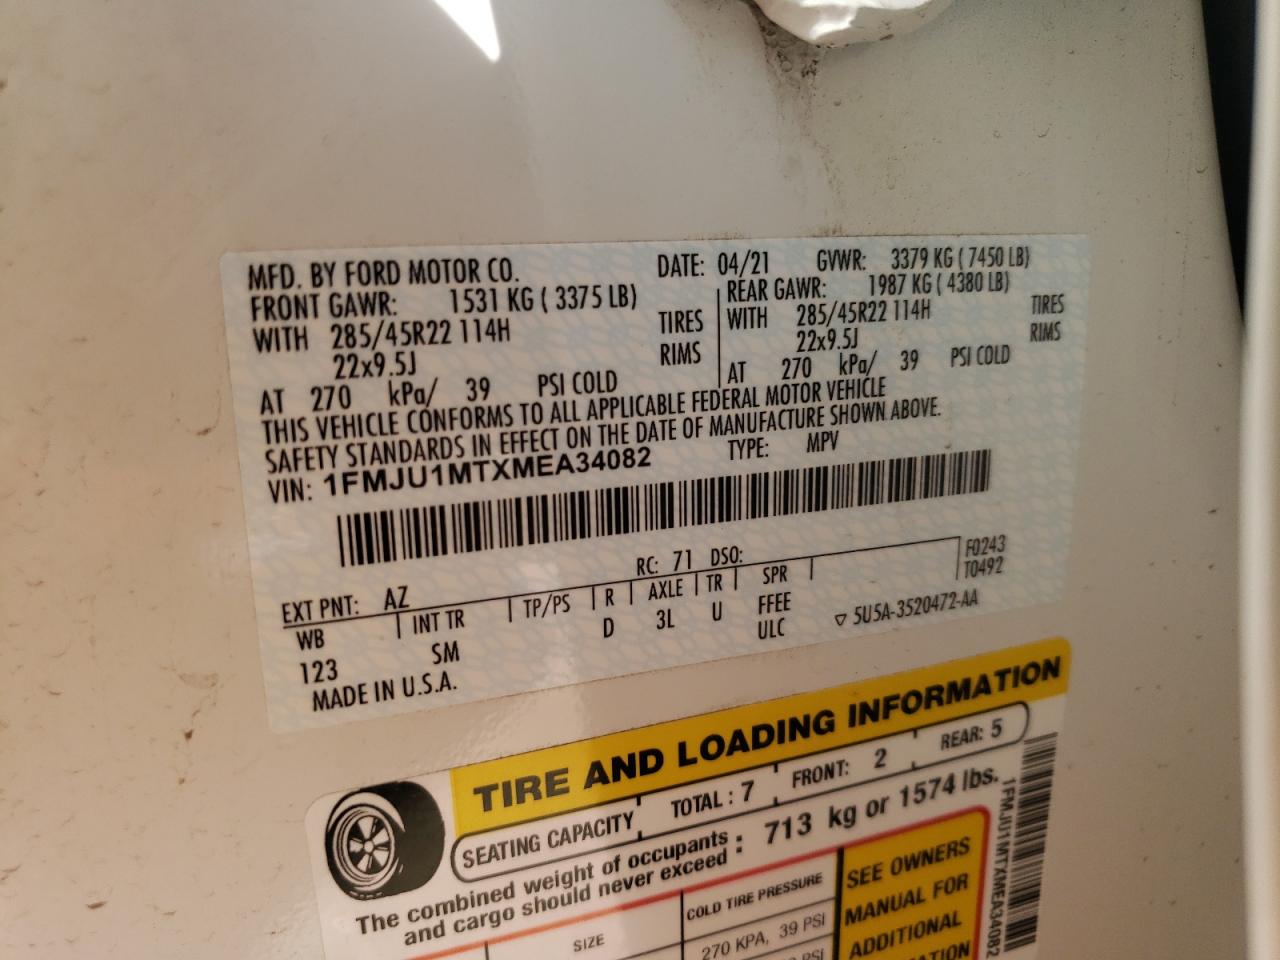 MFD. BY FORD MOTOR CO. DATE: 04/21 GVWR: 3379 KG ( 7450 LB)
FRONT GAWR: 1531 KG ( 3375 LB) REAR GAWR: 1987 KG ( 4380 LB)
WITH 285/45R22 114H TIRES WITH 285/45R22 114H TIRES
22x9.5J RIMS 22x9.5J RIMS
AT 270 kPa/ 39 PSI COLD AT 270 kPa/ 39 PSI COLD
THIS VEHICLE CONFORMS TO ALL APPLICABLE FEDERAL MOTOR VEHICLE
SAFETY STANDARDS IN EFFECT ON THE DATE OF MANUFACTURE SHOWN ABOVE.
VIN: 1FMJU1MTXMEA34082 TYPE: MPV
EXT PNT: AZ RC: 71 DSO: F0243
T0492
WB INT TR TP/PS R AXLE TR SPR
123 SM D 3L U FFEE
ULC ▽ 5U5A-3520472-AA
MADE IN U.S.A.
TIRE AND LOADING INFORMATION
SEATING CAPACITY TOTAL : 7 FRONT: 2 REAR: 5
The combined weight of occupants and cargo should never exceed : 713 kg or 1574 lbs.
SIZE COLD TIRE PRESSURE
270 KPA, 39 PSI
PSI
SEE OWNERS
MANUAL FOR
ADDITIONAL
1FMJU1MTXMEA34082